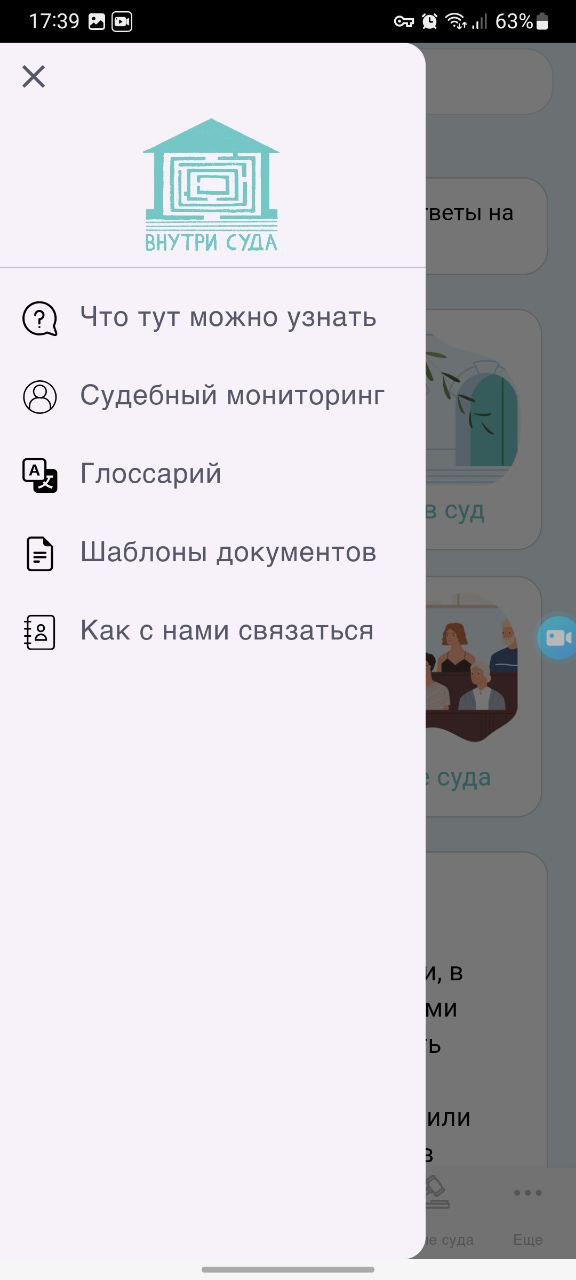 17:39
63%
ВНУТРИ СУДА
Что тут можно узнать
Судебный мониторинг
A
Глоссарий
Шаблоны документов
Как с нами связаться
тветы на
в суд
е суда
и, в
ми
ть
или
в
ле суда
Еще